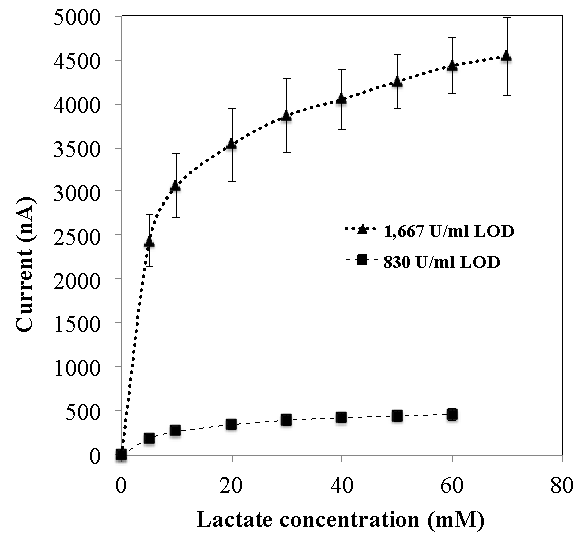 5000
4500
4000
3500
3000
2500
2000
1500
1000
500
0
Current (nA)
1,667 U/ml LOD
830 U/ml LOD
0 20 40 60 80
Lactate concentration (mM)